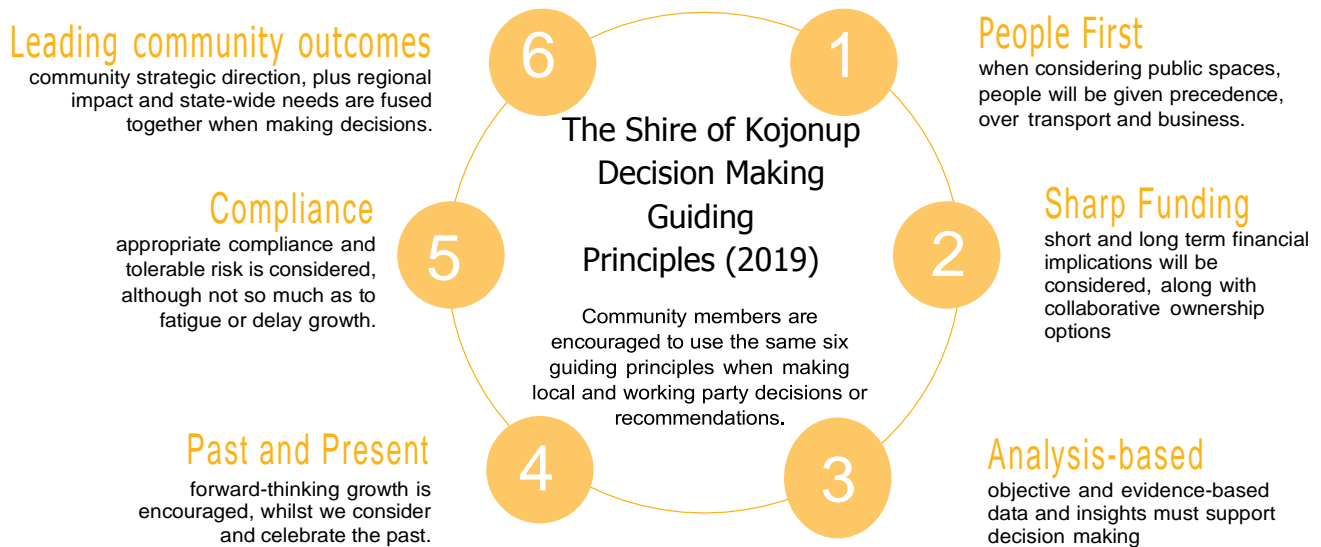 The Shire of Kojonup
Decision Making
Guiding
Principles (2019)
Community members are
encouraged to use the same six
guiding principles when making
local and working party decisions or
recommendations.
1
People First
when considering public spaces,
people will be given precedence,
over transport and business.
2
Sharp Funding
short and long term financial
implications will be
considered, along with
collaborative ownership
options
3
Analysis-based
objective and evidence-based
data and insights must support
decision making
4
Past and Present
forward-thinking growth is
encouraged, whilst we consider
and celebrate the past.
5
Compliance
appropriate compliance and
tolerable risk is considered,
although not so much as to
fatigue or delay growth.
6
Leading community outcomes
community strategic direction, plus regional
impact and state-wide needs are fused
together when making decisions.